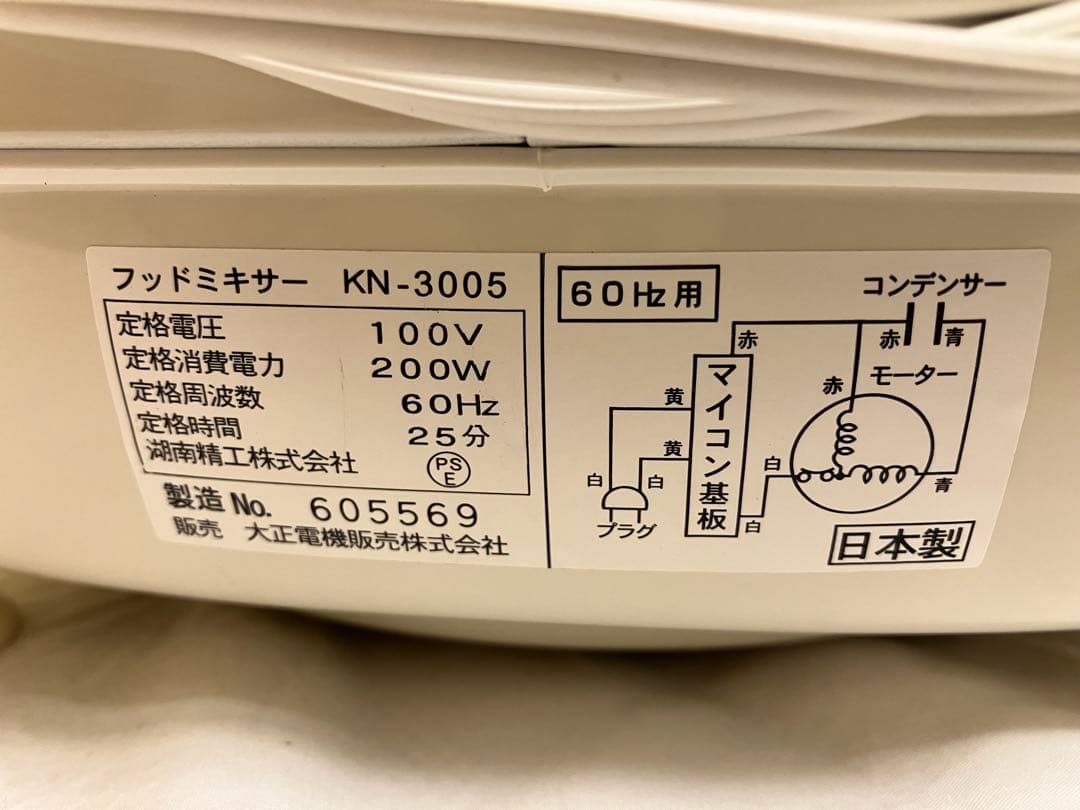 フッドミキサー KN-3005
定格電圧 100V
定格消費電力 200W
定格周波数 60Hz
定格時間 25分
湖南精工株式会社 PSE
製造No. 605569
販売 大正電機販売株式会社
60Hz用
コンデンサー
赤
赤 青
モーター
赤
黄
黄
マイコン基板
白
白 白
青
プラグ
白
日本製